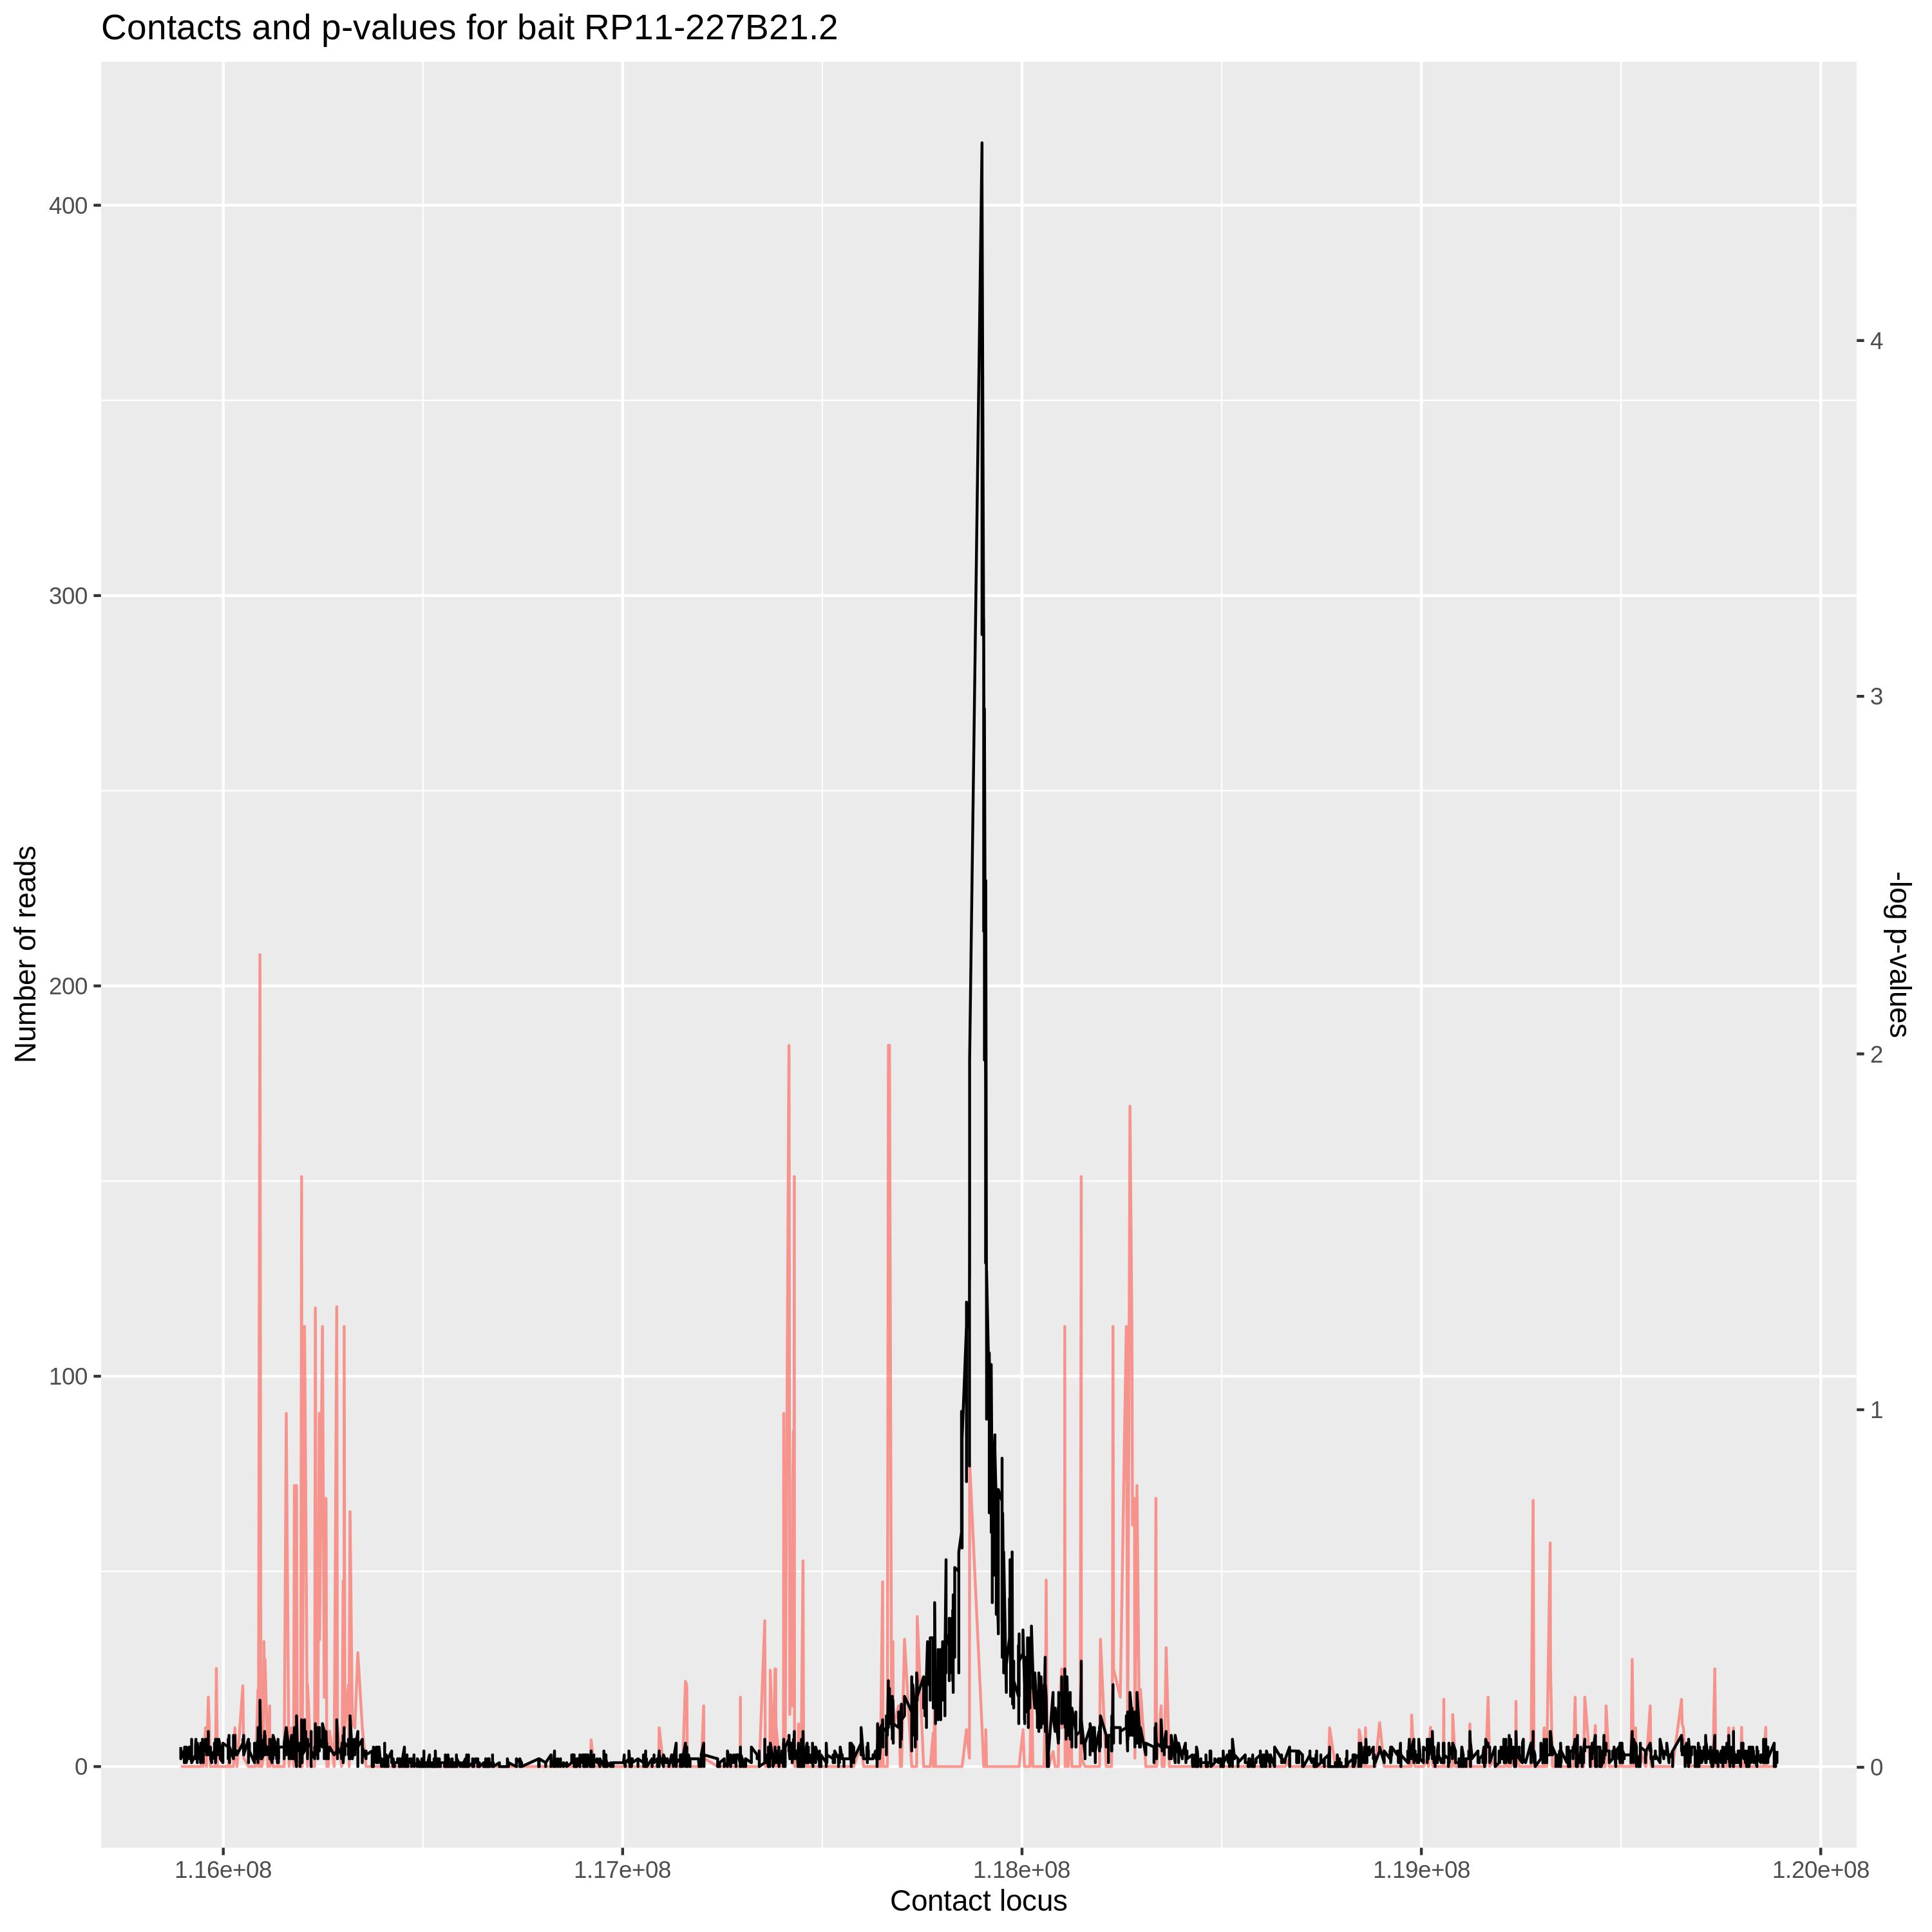 Contacts and p-values for bait RP11-227B21.2
400
300
200
100
0
4
3
2
1
0
Number of reads
-log p-values
1.16e+08 1.17e+08 1.18e+08 1.19e+08 1.20e+08
Contact locus